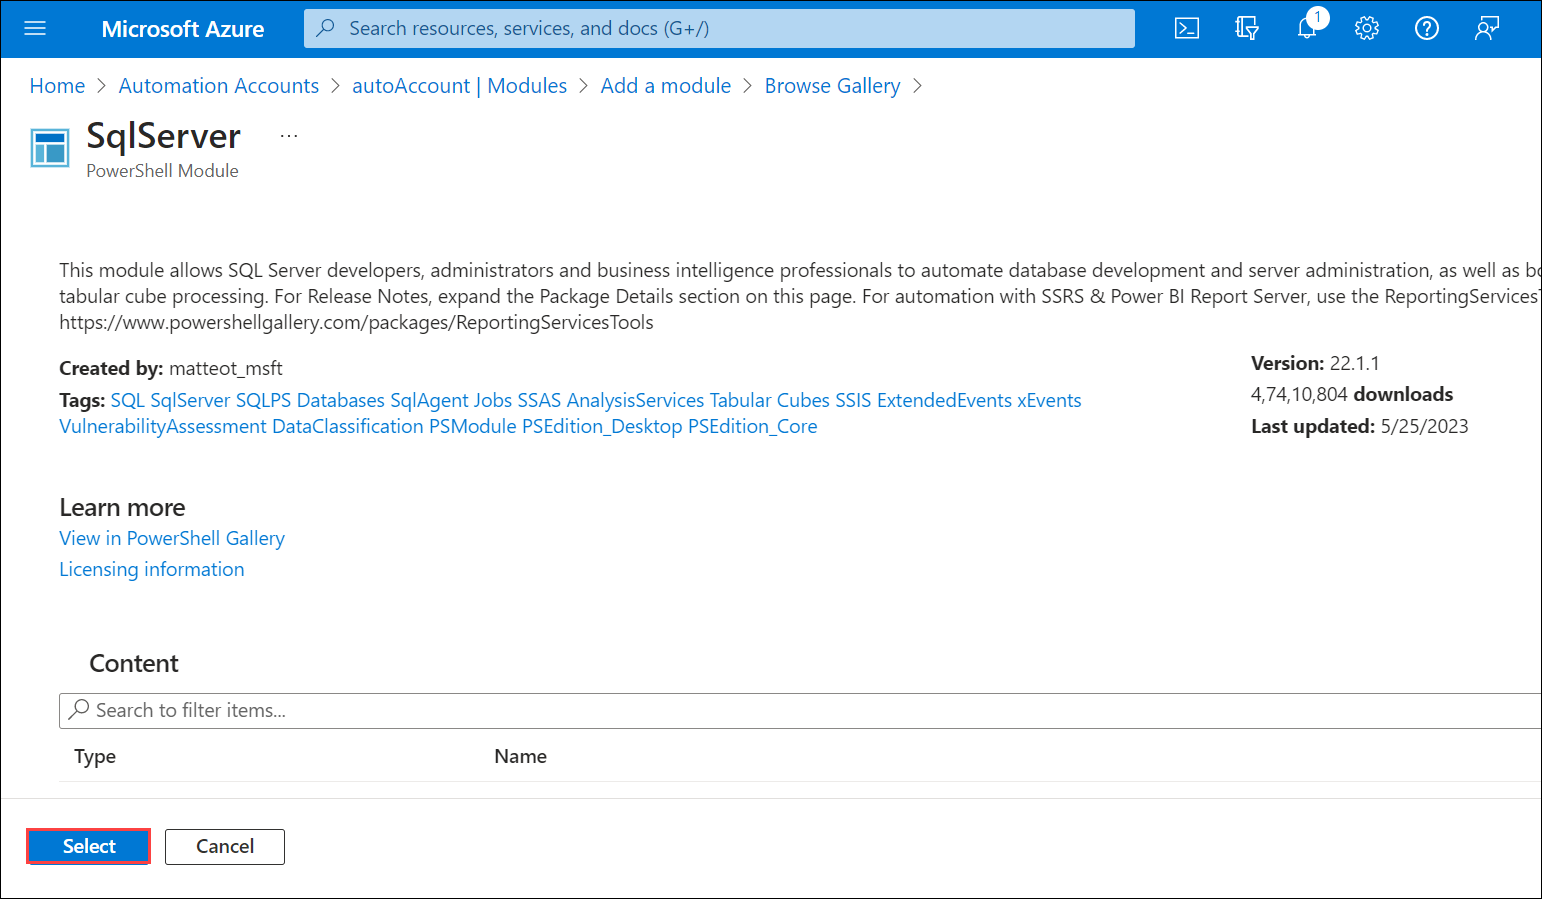 Microsoft Azure
Search resources, services, and docs (G+/)
1
Home > Automation Accounts > autoAccount | Modules > Add a module > Browse Gallery >
SqlServer ...
PowerShell Module
This module allows SQL Server developers, administrators and business intelligence professionals to automate database development and server administration, as well as
tabular cube processing. For Release Notes, expand the Package Details section on this page. For automation with SSRS & Power BI Report Server, use the
https://www.powershellgallery.com/packages/ReportingServicesTools
Created by: matteot_msft
Tags: SQL SqlServer SQLPS Databases SqlAgent Jobs SSAS AnalysisServices Tabular Cubes SSIS ExtendedEvents xEvents
VulnerabilityAssessment DataClassification PSModule PSEdition_Desktop PSEdition_Core
Version: 22.1.1
4,74,10,804 downloads
Last updated: 5/25/2023
Learn more
View in PowerShell Gallery
Licensing information
Content
Search to filter items...
Type Name
Select Cancel